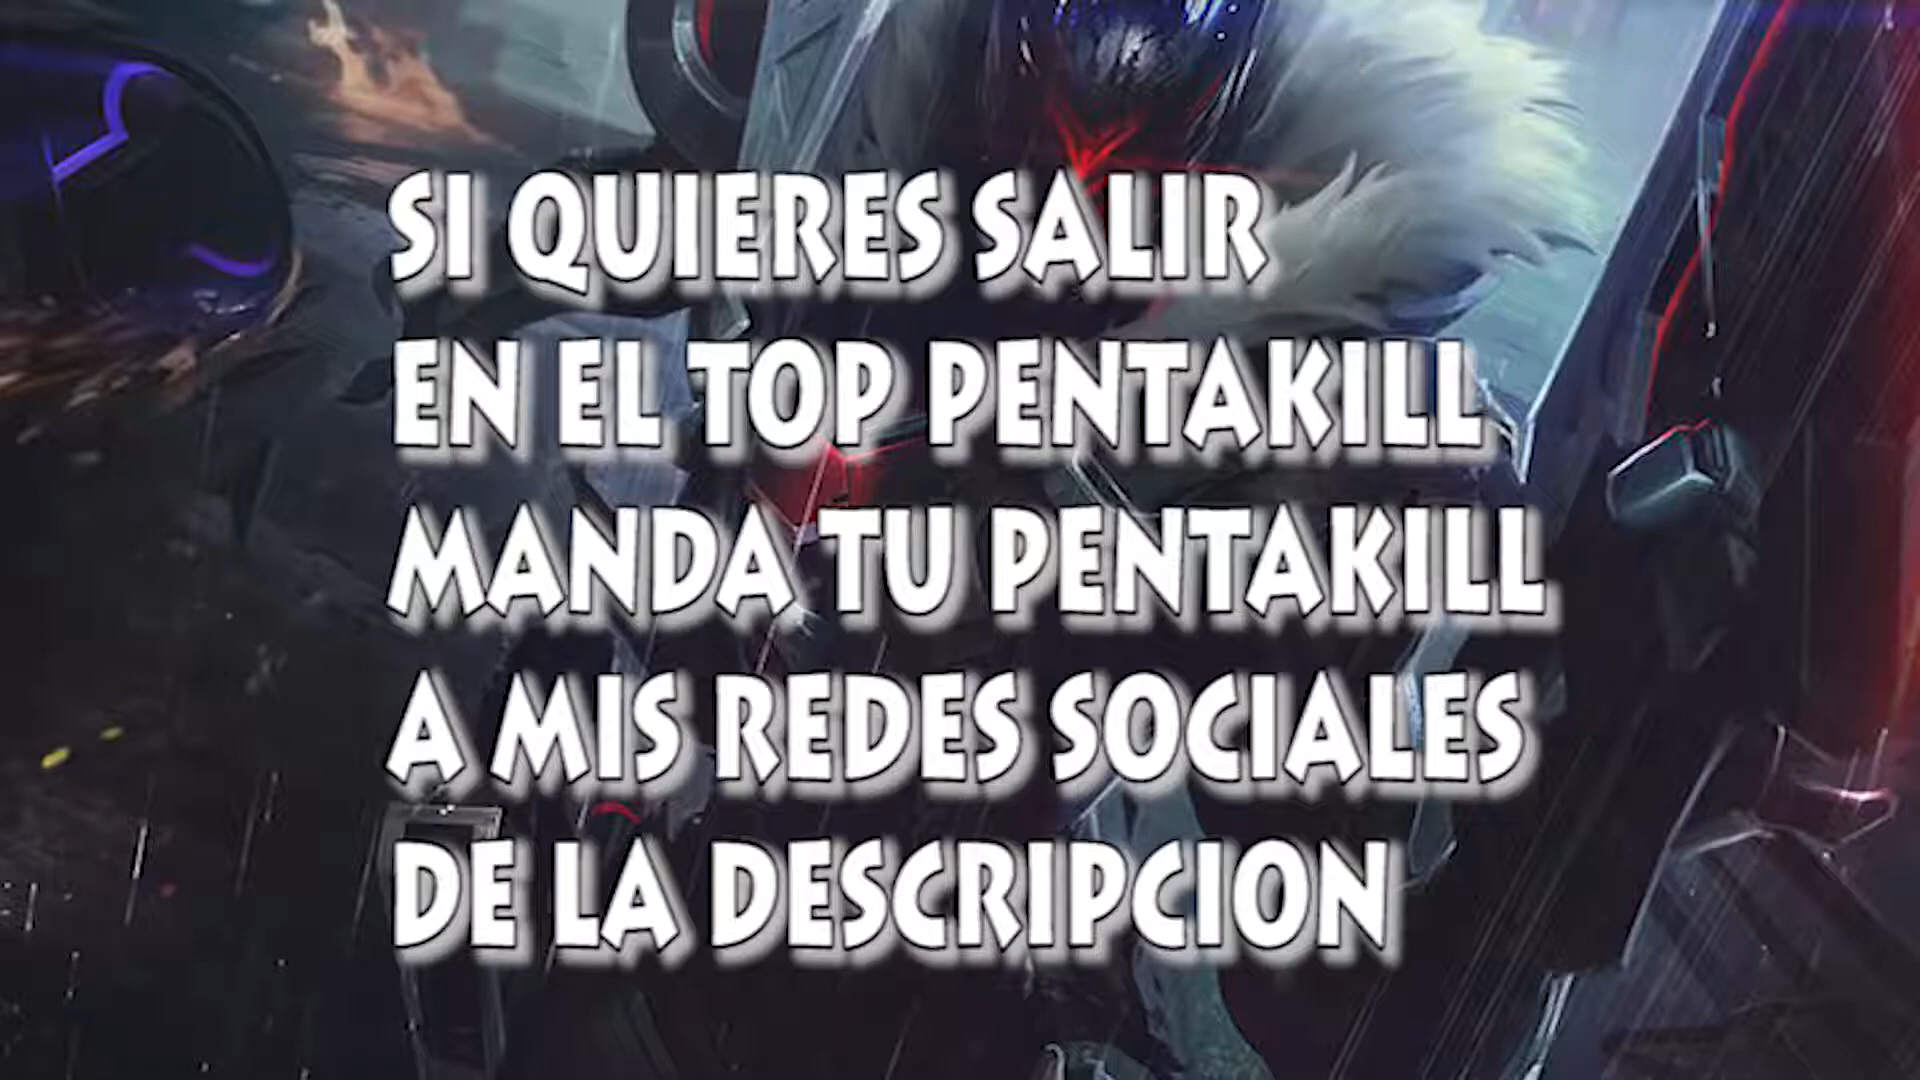 SI QUIERES SALIR
EN EL TOP PENTAKILL
MANDA TU PENTAKILL
A MIS REDES SOCIALES
DE LA DESCRIPCION